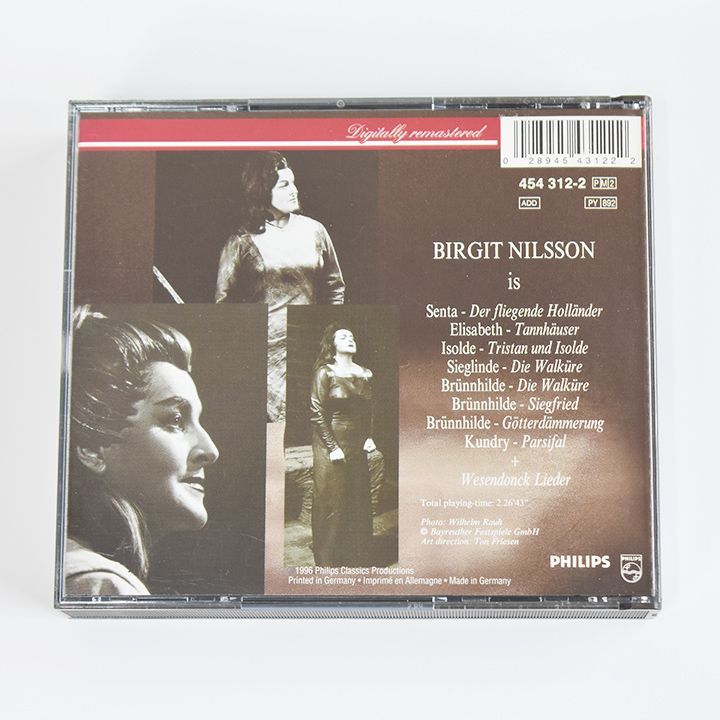 Digitally remastered
0 28945 43122 2
454 312-2 PM2
ADD PY 892
BIRGIT NILSSON
is
Senta - Der fliegende Holländer
Elisabeth - Tannhäuser
Isolde - Tristan und Isolde
Sieglinde - Die Walküre
Brünnhilde - Die Walküre
Brünnhilde - Siegfried
Brünnhilde - Götterdämmerung
Kundry - Parsifal
+
Wesendonck Lieder
Total playing-time: 2.26'43"
Photo: Wilhelm Rauh
© Bayreuther Festspiele GmbH
Art direction: Ton Friesen
1996 Philips Classics Productions
Printed in Germany • Imprimé en Allemagne • Made in Germany
PHILIPS
PHILIPS